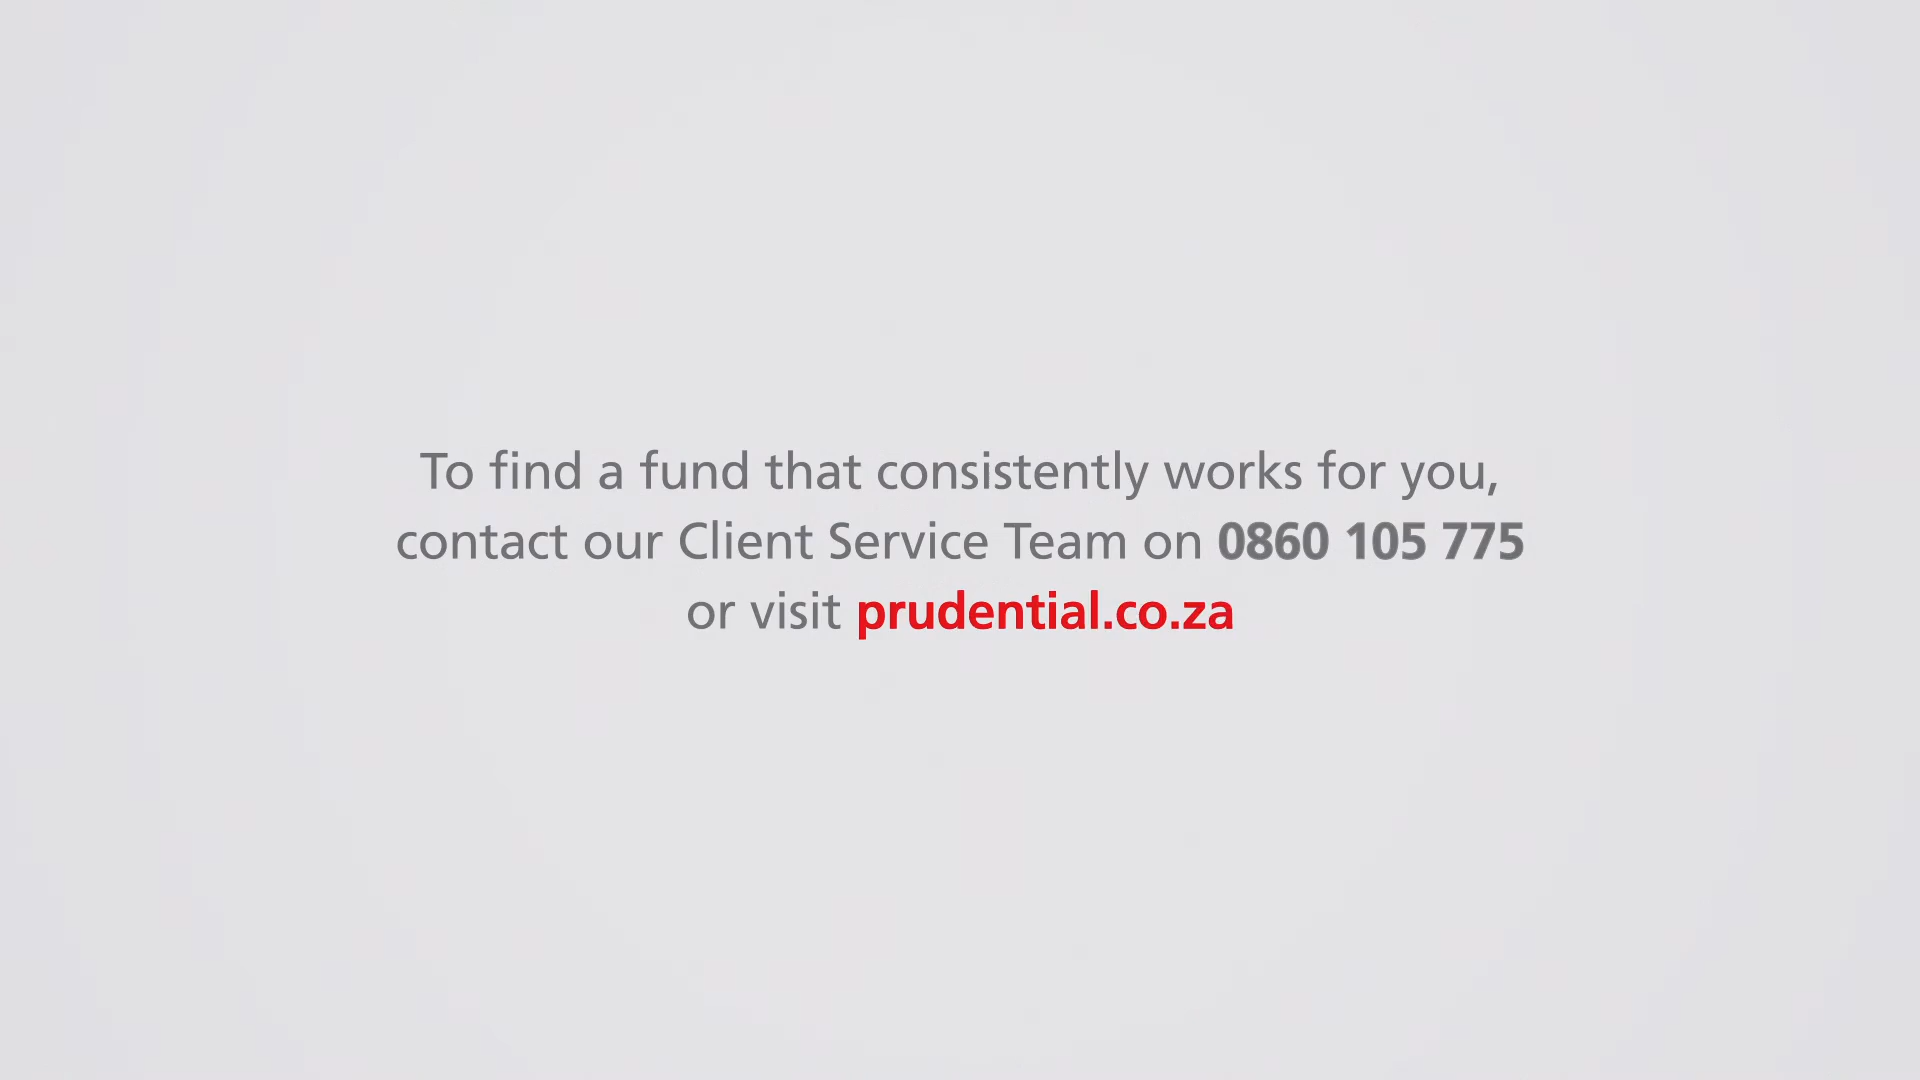 To find a fund that consistently works for you,
contact our Client Service Team on 0860 105 775
or visit prudential.co.za